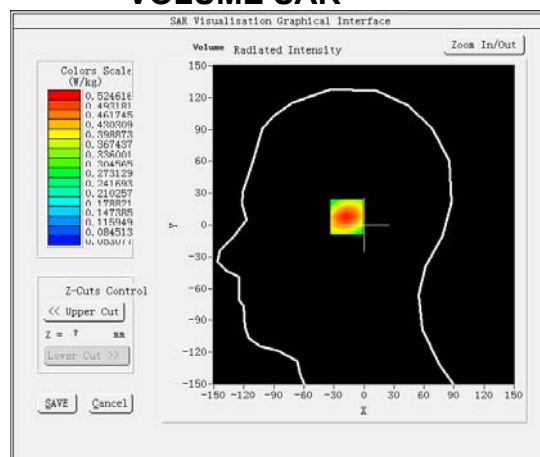 VOLUME SAR
SAR Visualisation Graphical Interface
Volume Radiated Intensity
Zoom In/Out
Colors Scale
(W/kg)
0.524616
0.493181
0.461745
0.430309
0.398873
0.367437
0.336001
0.304565
0.273129
0.241693
0.210257
0.178821
0.147385
0.115949
0.084513
0.053077
Z-Cuts Control
<< Upper Cut
Z = 7 mm
Lower Cut >>
SAVE
Cancel
150-
120-
90-
60-
30-
0-
-30-
-60-
-90-
-120-
-150-
Y
-150 -120 -90 -60 -30 0 30 60 90 120 150
X